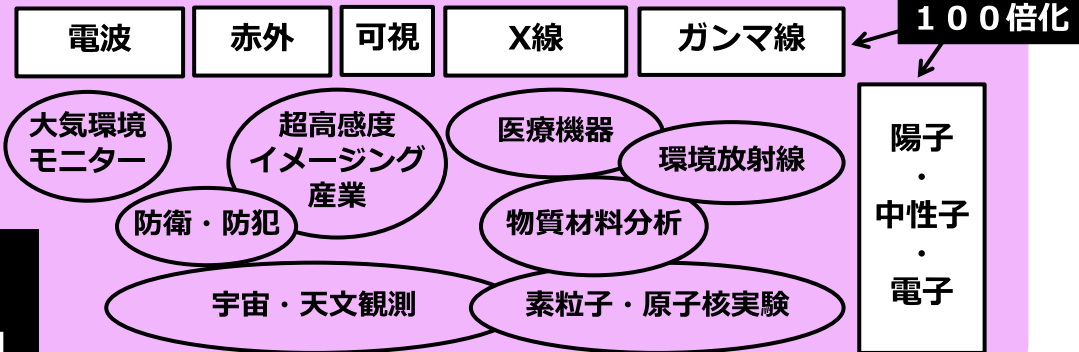 １００倍化
電波
赤外
可視
X線
ガンマ線
大気環境
モニター
超高感度
イメージング
産業
医療機器
環境放射線
防衛・防犯
物質材料分析
宇宙・天文観測
素粒子・原子核実験
陽子
・
中性子
・
電子